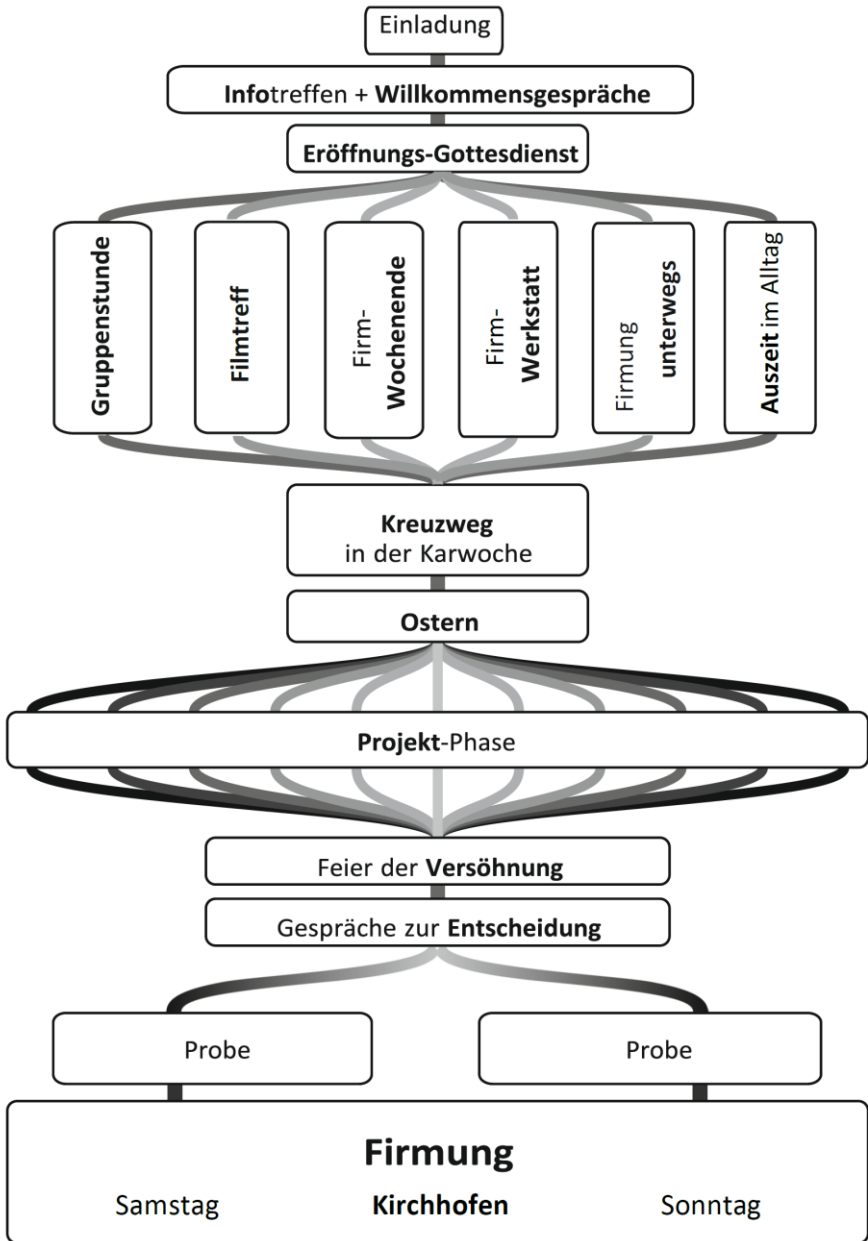 Einladung
Infotreffen + Willkommensgespräche
Eröffnungs-Gottesdienst
Gruppenstunde
Filmtreff
Firm-
Wochenende
Firm-
Werkstatt
Firmung
unterwegs
Auszeit im Alltag
Kreuzweg
in der Karwoche
Ostern
Projekt-Phase
Feier der Versöhnung
Gespräche zur Entscheidung
Probe
Probe
Firmung
Samstag Kirchhofen Sonntag